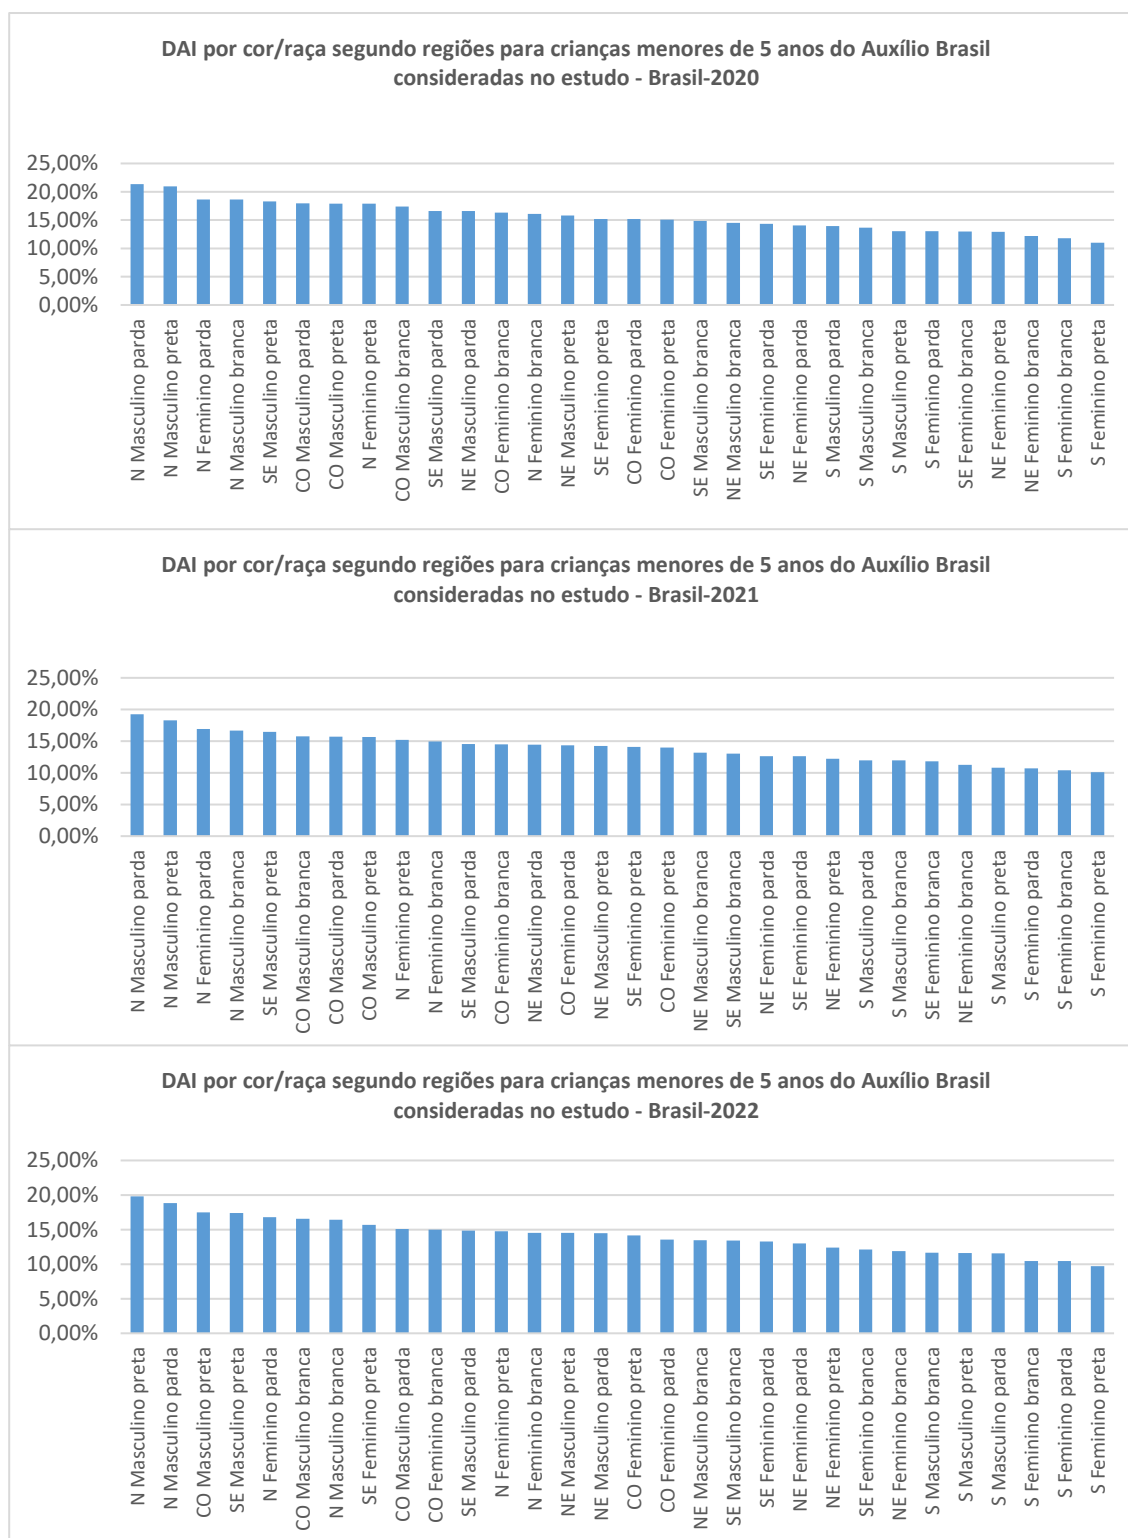 DAI por cor/raça segundo regiões para crianças menores de 5 anos do Auxílio Brasil
consideradas no estudo - Brasil-2020
25,00%
20,00%
15,00%
10,00%
5,00%
0,00%
N Masculino parda
N Masculino preta
N Feminino parda
N Masculino branca
SE Masculino preta
CO Masculino parda
CO Masculino preta
N Feminino preta
CO Masculino branca
SE Masculino parda
NE Masculino parda
CO Feminino branca
N Feminino branca
NE Masculino preta
SE Feminino preta
CO Feminino parda
CO Feminino preta
SE Masculino branca
NE Masculino branca
SE Feminino parda
NE Feminino parda
S Masculino parda
S Masculino branca
S Masculino preta
S Feminino parda
SE Feminino branca
NE Feminino preta
NE Feminino branca
S Feminino branca
S Feminino preta
DAI por cor/raça segundo regiões para crianças menores de 5 anos do Auxílio Brasil
consideradas no estudo - Brasil-2021
25,00%
20,00%
15,00%
10,00%
5,00%
0,00%
N Masculino parda
N Masculino preta
N Feminino parda
N Masculino branca
SE Masculino preta
CO Masculino branca
CO Masculino parda
CO Masculino preta
N Feminino preta
N Feminino branca
SE Masculino parda
CO Feminino branca
NE Masculino parda
CO Feminino parda
NE Masculino preta
SE Feminino preta
CO Feminino preta
NE Masculino branca
SE Masculino branca
NE Feminino parda
SE Feminino parda
NE Feminino preta
S Masculino parda
S Masculino branca
SE Feminino branca
NE Feminino branca
S Masculino preta
S Feminino parda
S Feminino branca
S Feminino preta
DAI por cor/raça segundo regiões para crianças menores de 5 anos do Auxílio Brasil
consideradas no estudo - Brasil-2022
25,00%
20,00%
15,00%
10,00%
5,00%
0,00%
N Masculino preta
N Masculino parda
CO Masculino preta
SE Masculino preta
N Feminino parda
CO Masculino branca
N Masculino branca
SE Feminino preta
CO Masculino parda
CO Feminino branca
SE Masculino parda
N Feminino preta
N Feminino branca
NE Masculino preta
NE Masculino parda
CO Feminino preta
CO Feminino parda
NE Masculino branca
SE Masculino branca
SE Feminino parda
NE Feminino parda
NE Feminino preta
SE Feminino branca
NE Feminino branca
S Masculino branca
S Masculino preta
S Masculino parda
S Feminino branca
S Feminino parda
S Feminino preta